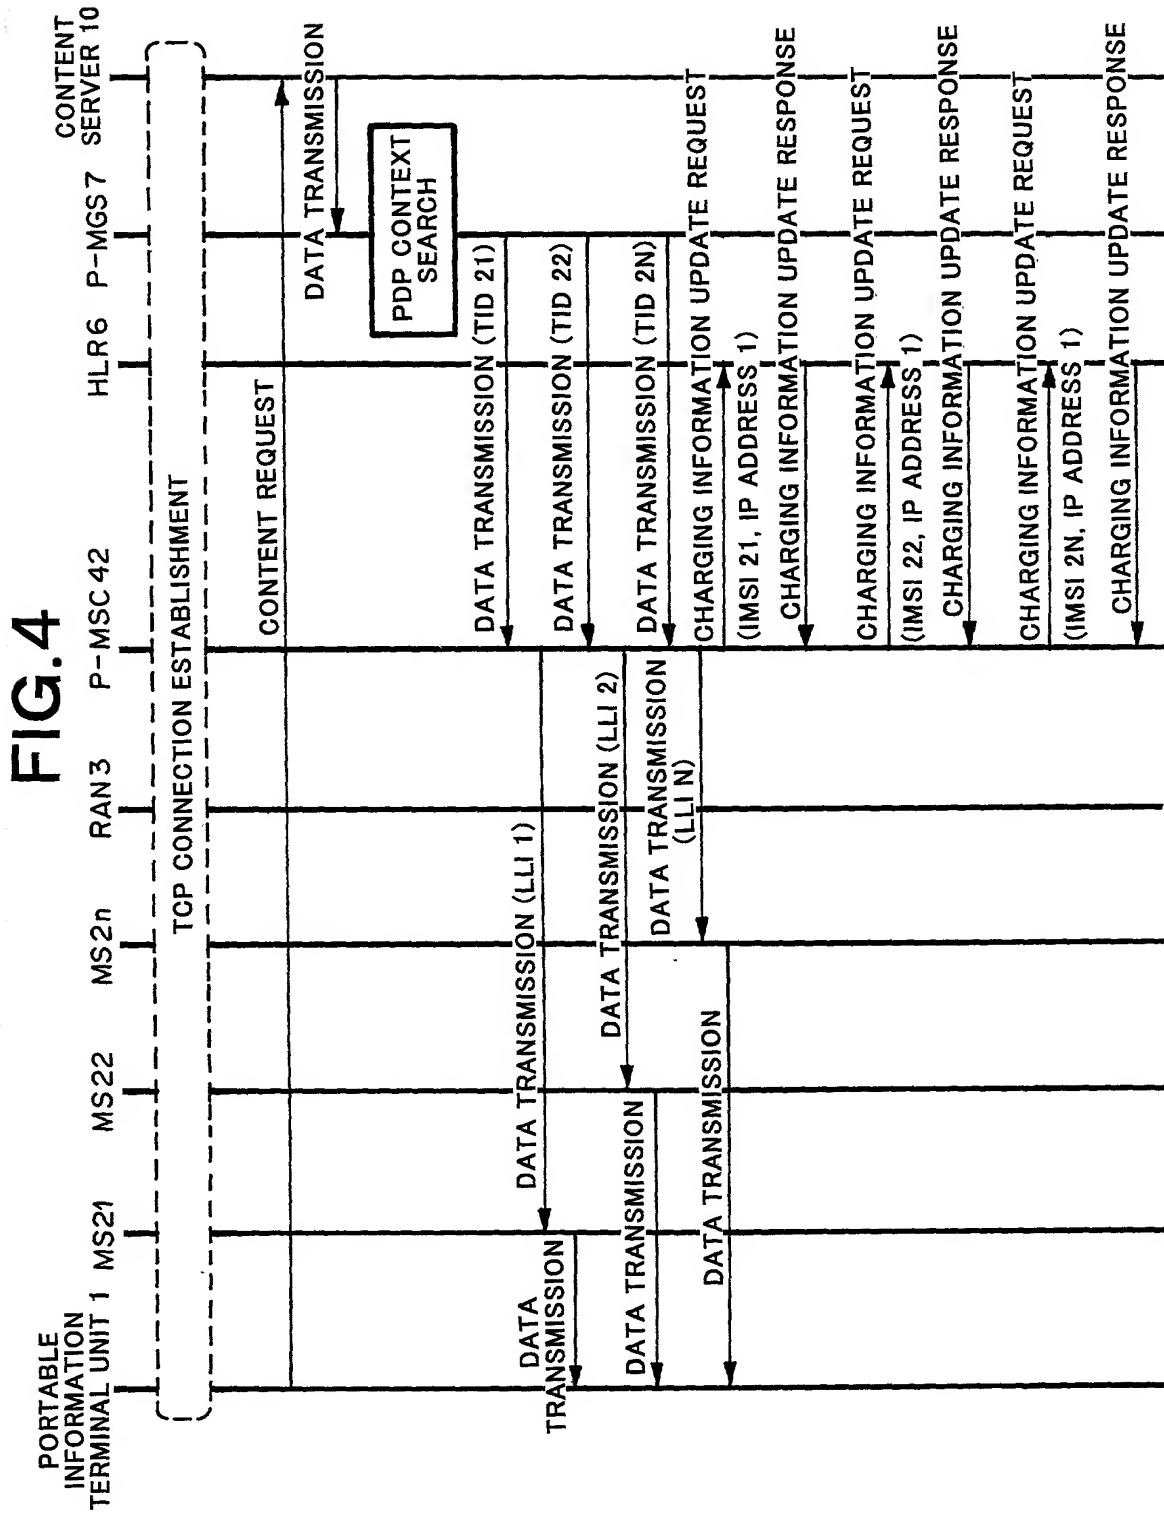 FIG.4
PORTABLE
INFORMATION
TERMINAL UNIT 1
MS21
MS22
MS2n
RAN3
P-MSC42
HLR6
P-MGS7
CONTENT
SERVER 10
TCP CONNECTION ESTABLISHMENT
CONTENT REQUEST
DATA TRANSMISSION
PDP CONTEXT
SEARCH
DATA TRANSMISSION (TID 21)
DATA TRANSMISSION (LLI 1)
DATA
TRANSMISSION
DATA TRANSMISSION (TID 22)
DATA TRANSMISSION (LLI 2)
DATA TRANSMISSION
DATA TRANSMISSION (TID 2N)
DATA TRANSMISSION
(LLI N)
DATA TRANSMISSION
CHARGING INFORMATION UPDATE REQUEST
(IMSI 21, IP ADDRESS 1)
CHARGING INFORMATION UPDATE RESPONSE
CHARGING INFORMATION UPDATE REQUEST
(IMSI 22, IP ADDRESS 1)
CHARGING INFORMATION UPDATE RESPONSE
CHARGING INFORMATION UPDATE REQUEST
(IMSI 2N, IP ADDRESS 1)
CHARGING INFORMATION UPDATE RESPONSE